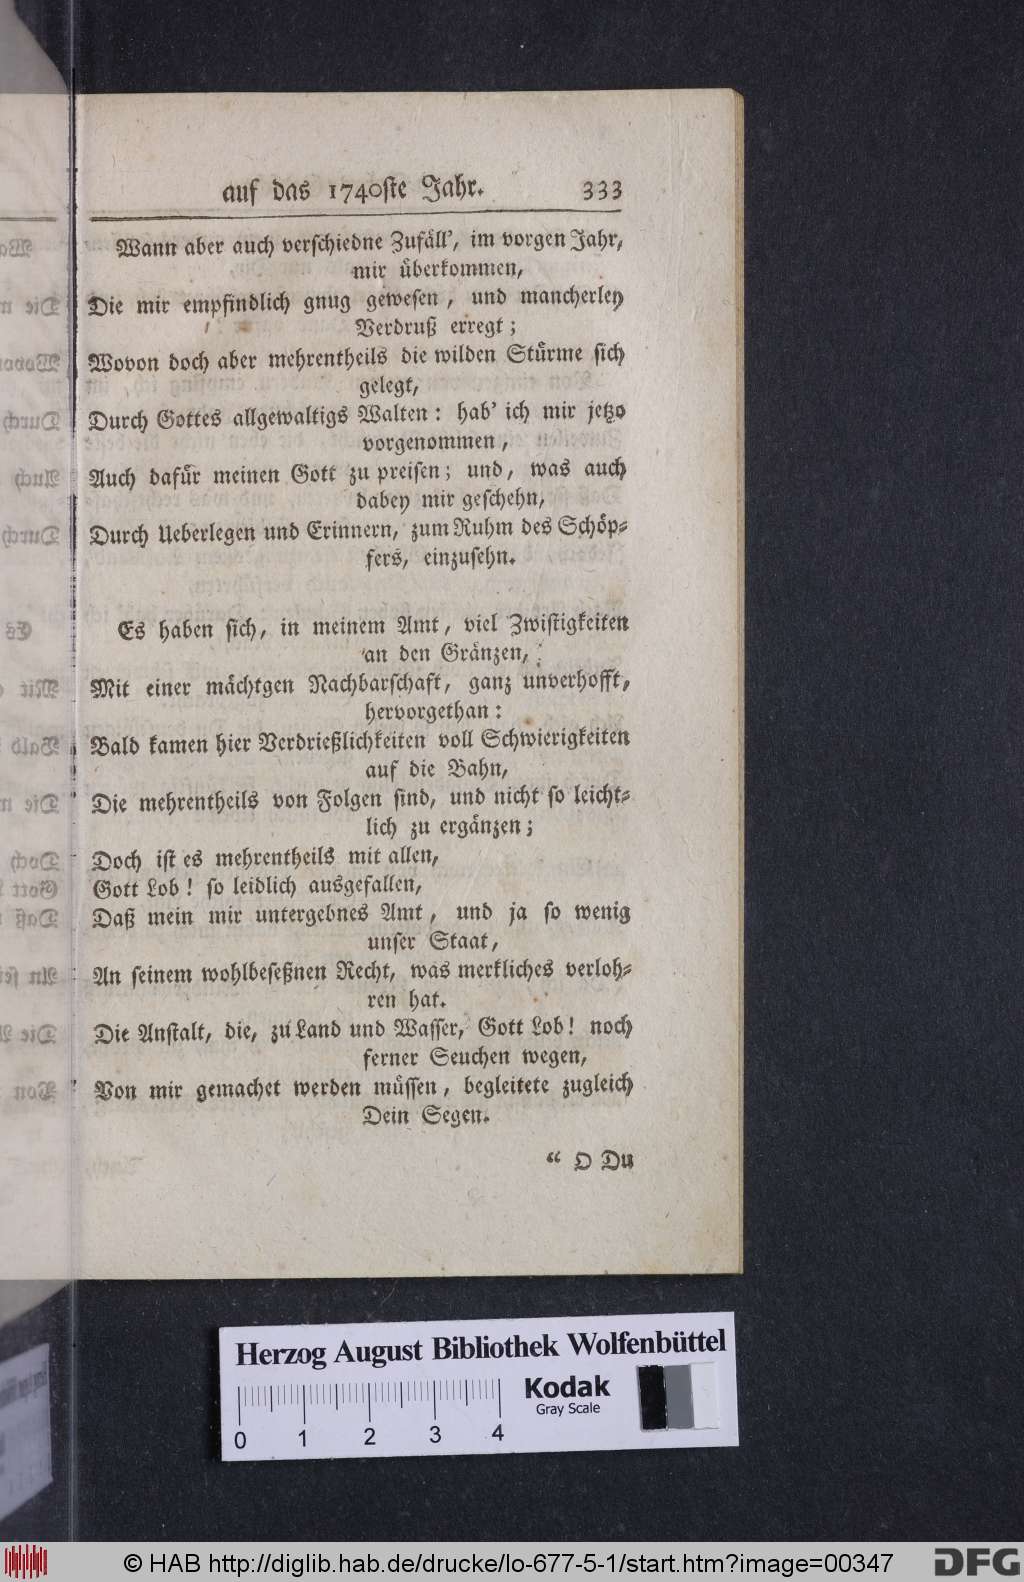 auf das 1740ste Jahr. 333
Wann aber auch verschiedne Zufäll', im vorgen Jahr,
mir überkommen,
Die mir empfindlich gnug gewesen, und mancherley
Verdruß erregt;
Wovon doch aber mehrentheils die wilden Stürme sich
gelegt,
Durch Gottes allgewaltigs Walten: hab' ich mir jetzo
vorgenommen,
Auch dafür meinen Gott zu preisen; und, was auch
dabey mir geschehn,
Durch Ueberlegen und Erinnern, zum Ruhm des Schöp-
fers, einzusehn.
Es haben sich, in meinem Amt, viel Zwistigkeiten
an den Gränzen,
Mit einer mächtgen Nachbarschaft, ganz unverhofft,
hervorgethan:
Bald kamen hier Verdrießlichkeiten voll Schwierigkeiten
auf die Bahn,
Die mehrentheils von Folgen sind, und nicht so leicht-
lich zu ergänzen;
Doch ist es mehrentheils mit allen,
Gott Lob! so leidlich ausgefallen,
Daß mein mir untergebnes Amt, und ja so wenig
unser Staat,
An seinem wohlbeseßnen Recht, was merkliches verloh-
ren hat.
Die Anstalt, die, zu Land und Wasser, Gott Lob! noch
ferner Seuchen wegen,
Von mir gemachet werden müssen, begleitete zugleich
Dein Segen.
“ O Du
Herzog August Bibliothek Wolfenbüttel
Kodak
Gray Scale
0 1 2 3 4
© HAB http://diglib.hab.de/drucke/lo-677-5-1/start.htm?image=00347
DFG